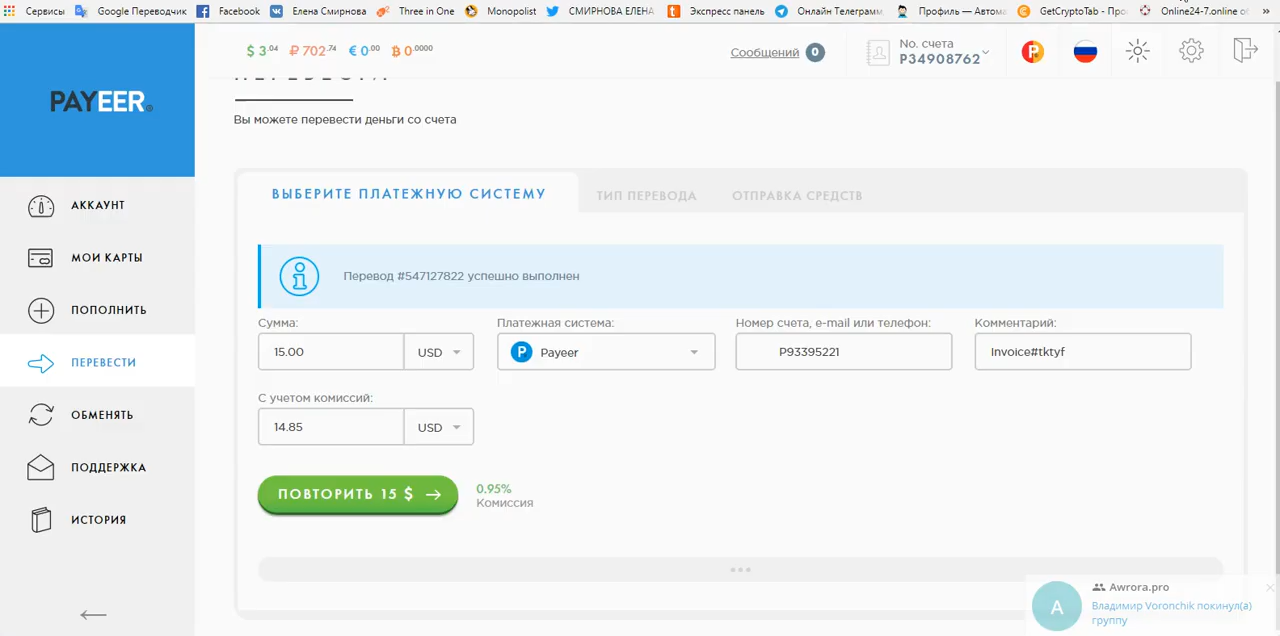 Сервисы Google Переводчик Facebook Елена Смирнова Three in One Monopolist СМИРНОВА ЕЛЕНА Экспресс панель Онлайн Телеграмм Профиль — Автома GetCryptoTab - Про Online24-7.online »
$ 3.04 ₽ 702.74 € 0.00 ₿ 0.0000
Сообщений 0
No. счета
P34908762
PAYEER®
Вы можете перевести деньги со счета
АККАУНТ
МОИ КАРТЫ
ПОПОЛНИТЬ
ПЕРЕВЕСТИ
ОБМЕНЯТЬ
ПОДДЕРЖКА
ИСТОРИЯ
ВЫБЕРИТЕ ПЛАТЕЖНУЮ СИСТЕМУ ТИП ПЕРЕВОДА ОТПРАВКА СРЕДСТВ
Перевод #547127822 успешно выполнен
Сумма: Платежная система: Номер счета, e-mail или телефон: Комментарий:
15.00 USD Payeer P93395221 Invoice#tktyf
С учетом комиссий:
14.85 USD
ПОВТОРИТЬ 15 $ →
0.95%
Комиссия
A
Awrora.pro
Владимир Voronchik покинул(а)
группу